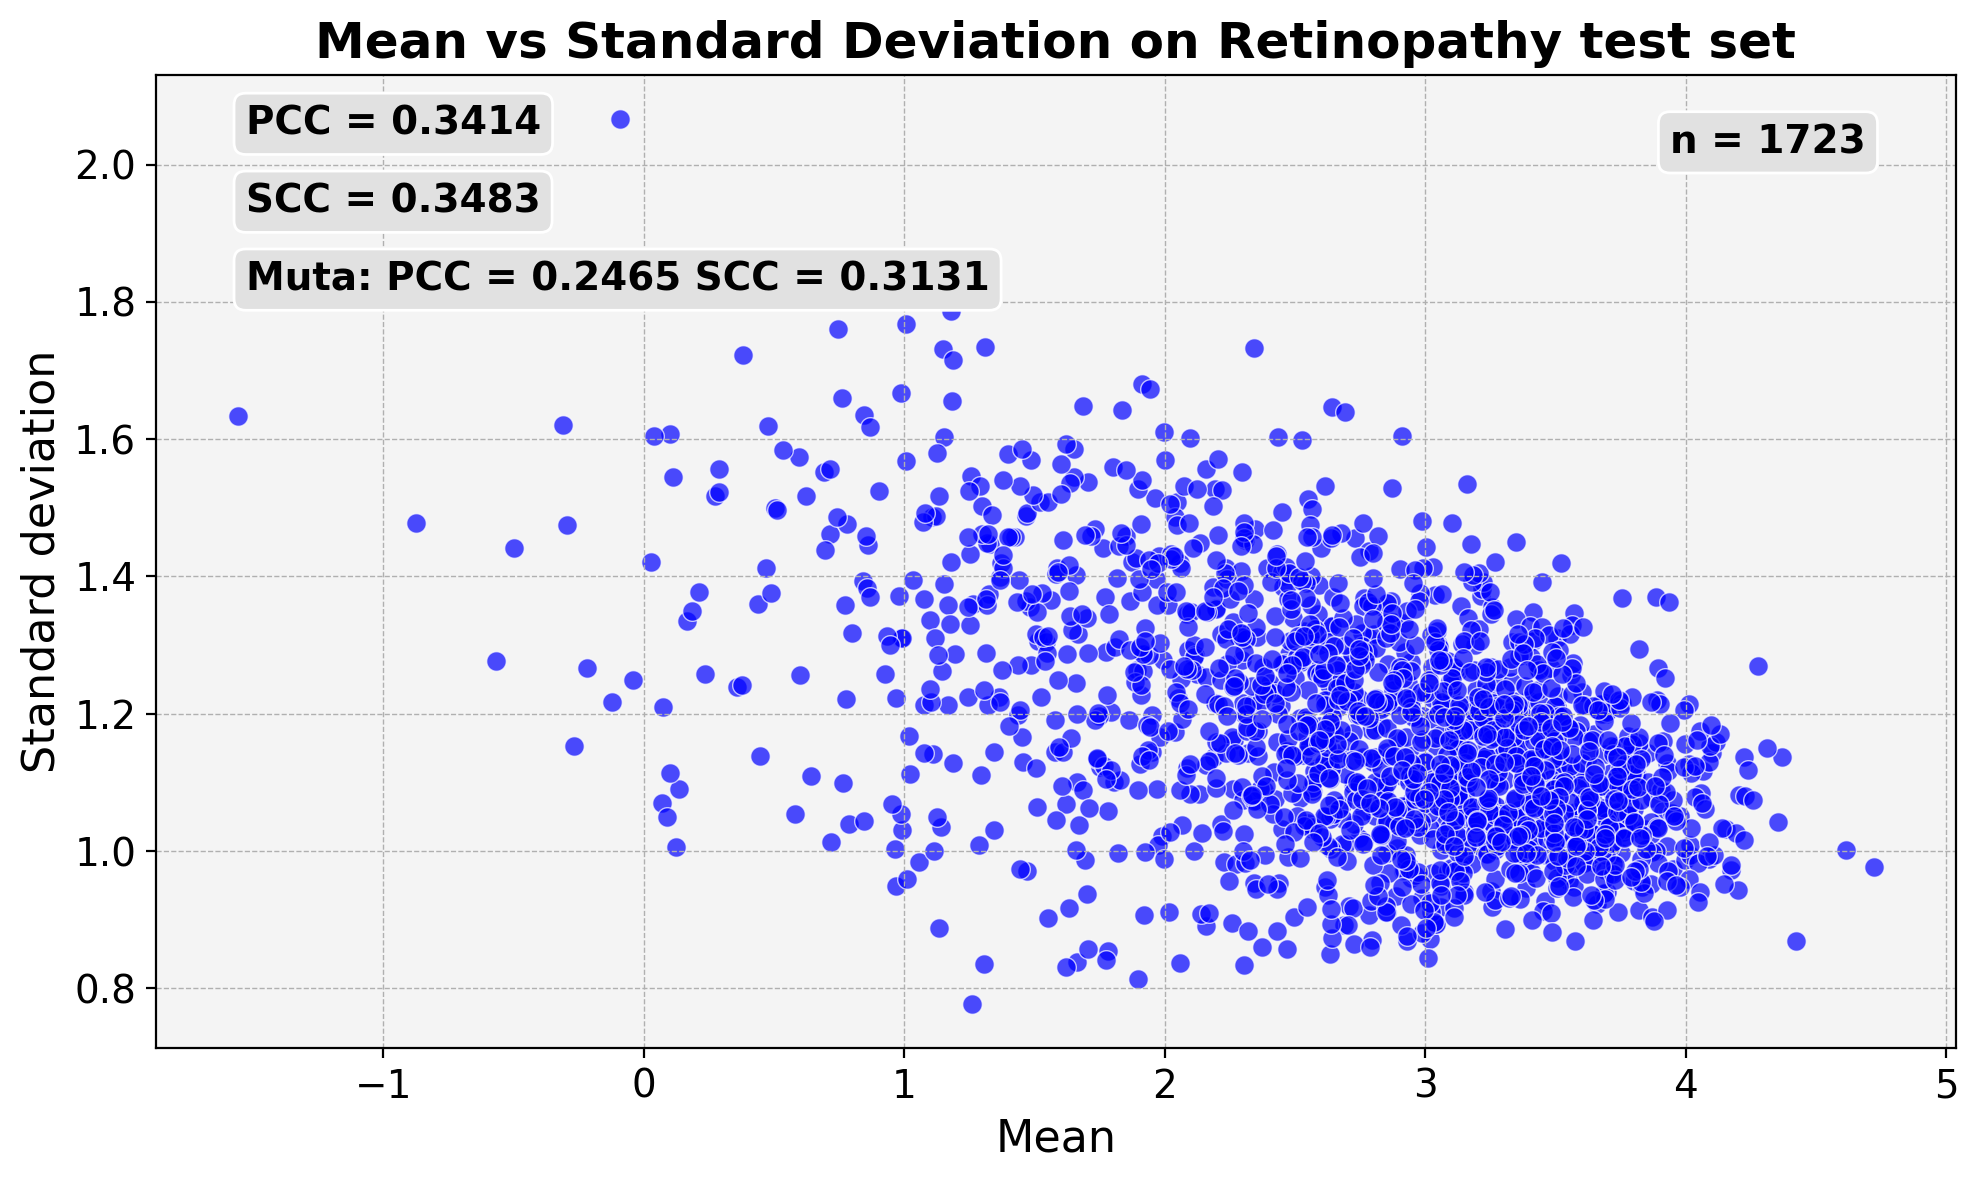 Mean vs Standard Deviation on Retinopathy test set
PCC = 0.3414
n = 1723
SCC = 0.3483
Muta: PCC = 0.2465 SCC = 0.3131
Standard deviation
2.0
1.8
1.6
1.4
1.2
1.0
0.8
−1 0 1 2 3 4 5
Mean